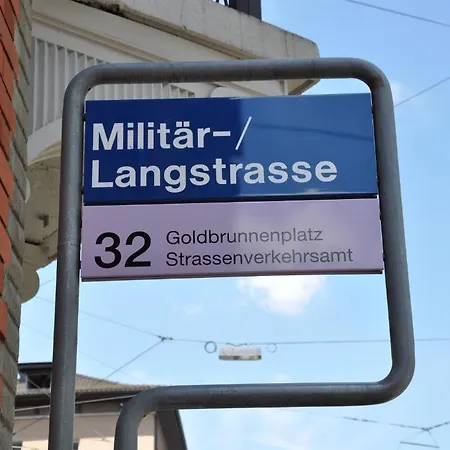 Militär-/
Langstrasse
32 Goldbrunnenplatz
Strassenverkehrsamt